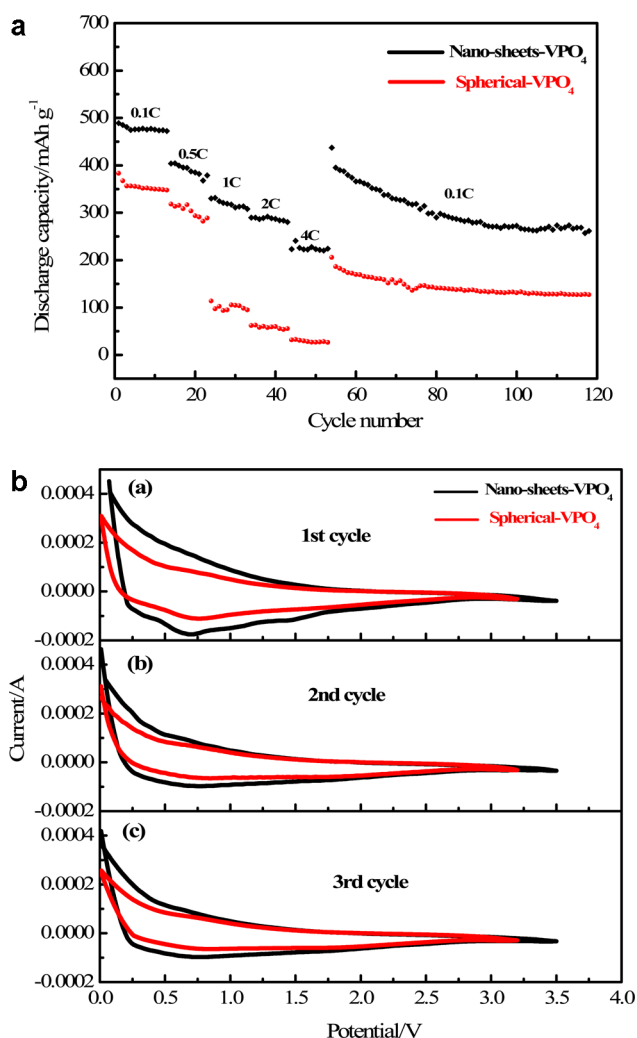 a
700
600
500
400
300
200
100
0
Discharge capacity/mAh g⁻¹
Nano-sheets-VPO₄
Spherical-VPO₄
0.1C
0.5C
1C
2C
4C
0.1C
0 20 40 60 80 100 120
Cycle number
b
(a)
Nano-sheets-VPO₄
Spherical-VPO₄
1st cycle
0.0004
0.0002
0.0000
-0.0002
(b)
2nd cycle
0.0004
0.0002
0.0000
-0.0002
(c)
3rd cycle
0.0004
0.0002
0.0000
-0.0002
Current/A
0.0 0.5 1.0 1.5 2.0 2.5 3.0 3.5 4.0
Potential/V